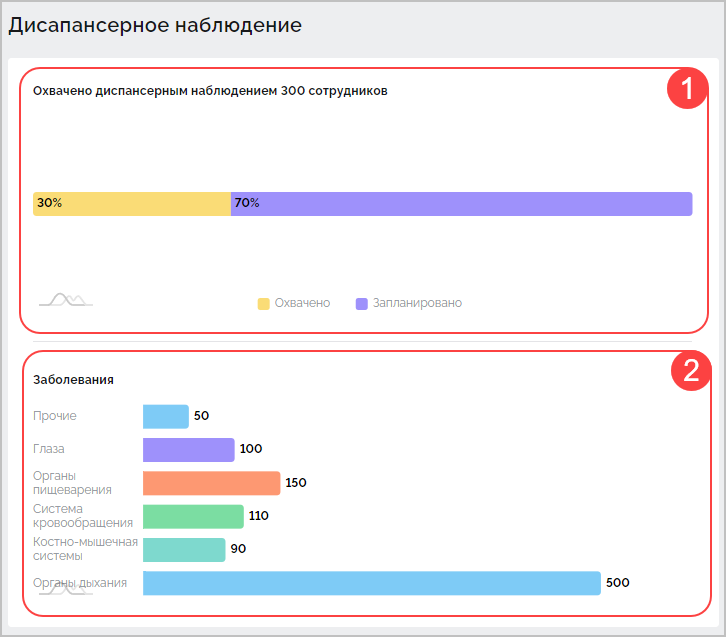 Дисапансерное наблюдение
1
Охвачено диспансерным наблюдением 300 сотрудников
30%
70%
Охвачено
Запланировано
2
Заболевания
Прочие
50
Глаза
100
Органы
пищеварения
150
Система
кровообращения
110
Костно-мышечная
системы
90
Органы дыхания
500